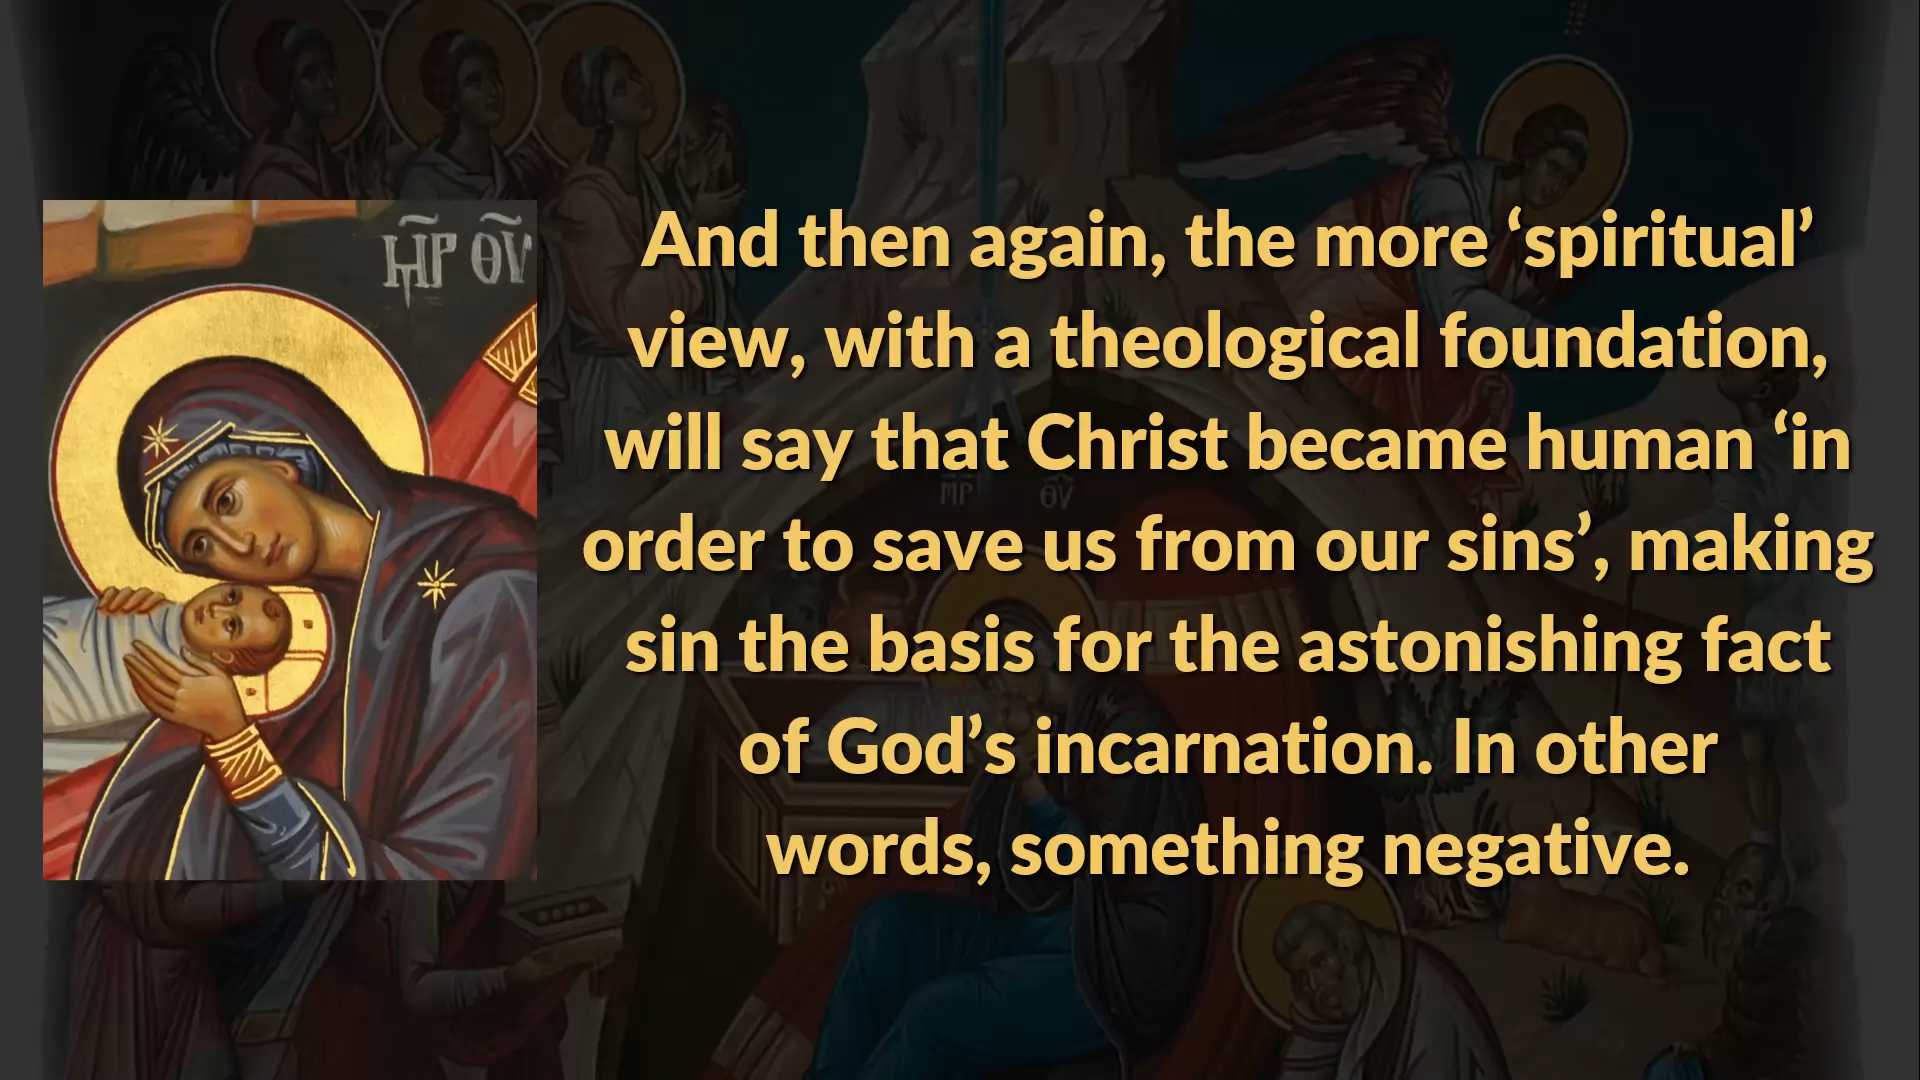 ΜΡ ΘΥ
And then again, the more ‘spiritual’
view, with a theological foundation,
will say that Christ became human ‘in
order to save us from our sins’, making
sin the basis for the astonishing fact
of God’s incarnation. In other
words, something negative.
ΜΡ ΘΥ